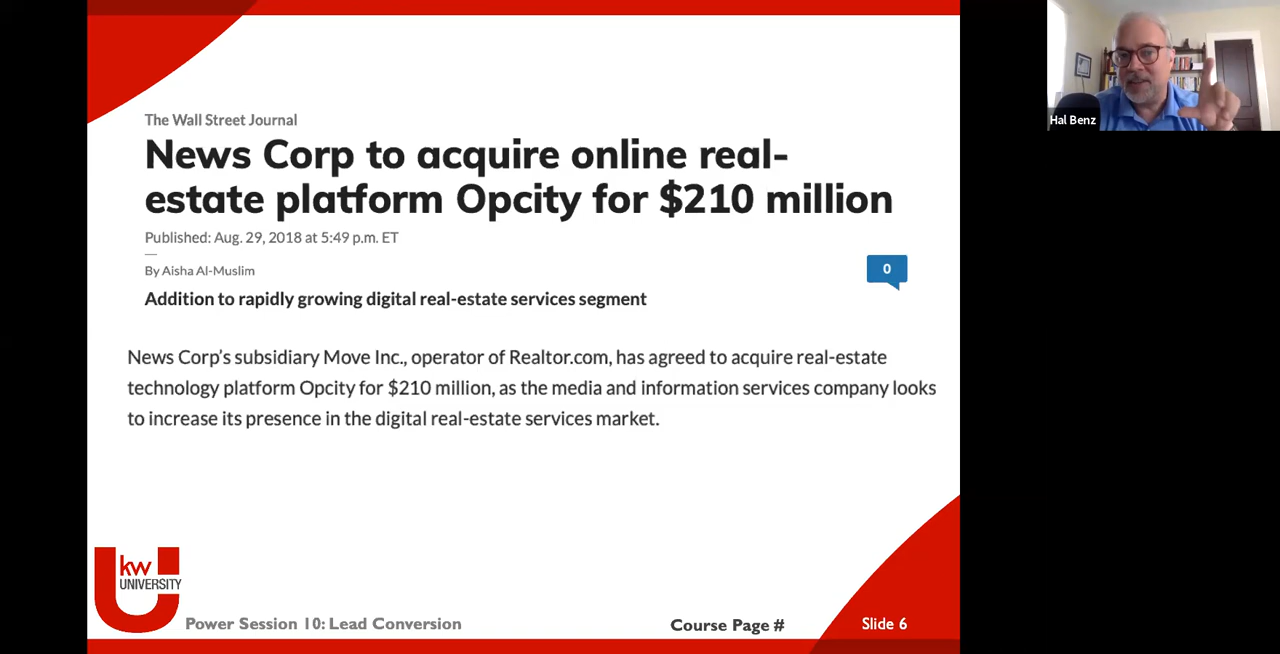 The Wall Street Journal
News Corp to acquire online real-
estate platform Opcity for $210 million
Published: Aug. 29, 2018 at 5:49 p.m. ET
By Aisha Al-Muslim
0
Addition to rapidly growing digital real-estate services segment
News Corp's subsidiary Move Inc., operator of Realtor.com, has agreed to acquire real-estate
technology platform Opcity for $210 million, as the media and information services company looks
to increase its presence in the digital real-estate services market.
kw
UNIVERSITY
Power Session 10: Lead Conversion
Course Page #
Slide 6
Hal Benz